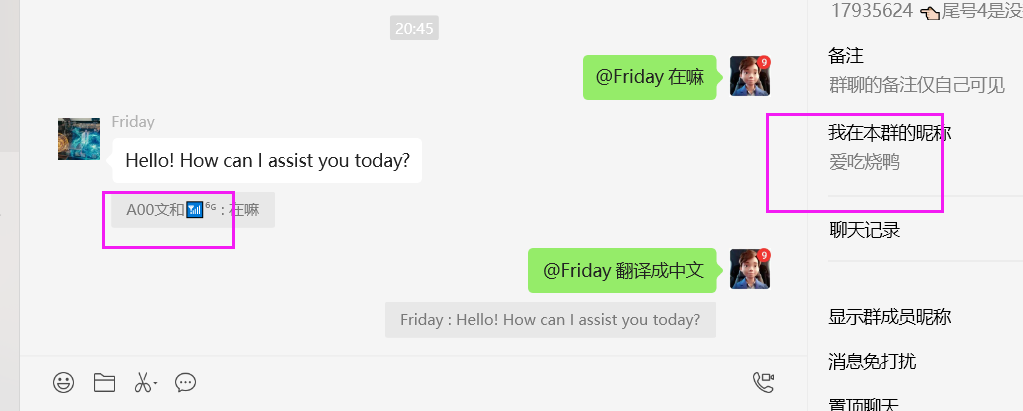 17935624 👈🏻尾号4是没
20:45
@Friday 在嘛
Friday
Hello! How can I assist you today?
A00文和📶⁶ᴳ : 在嘛
@Friday 翻译成中文
Friday : Hello! How can I assist you today?
备注
群聊的备注仅自己可见
我在本群的昵称
爱吃烧鸭
聊天记录
显示群成员昵称
消息免打扰
置顶聊天
9
9